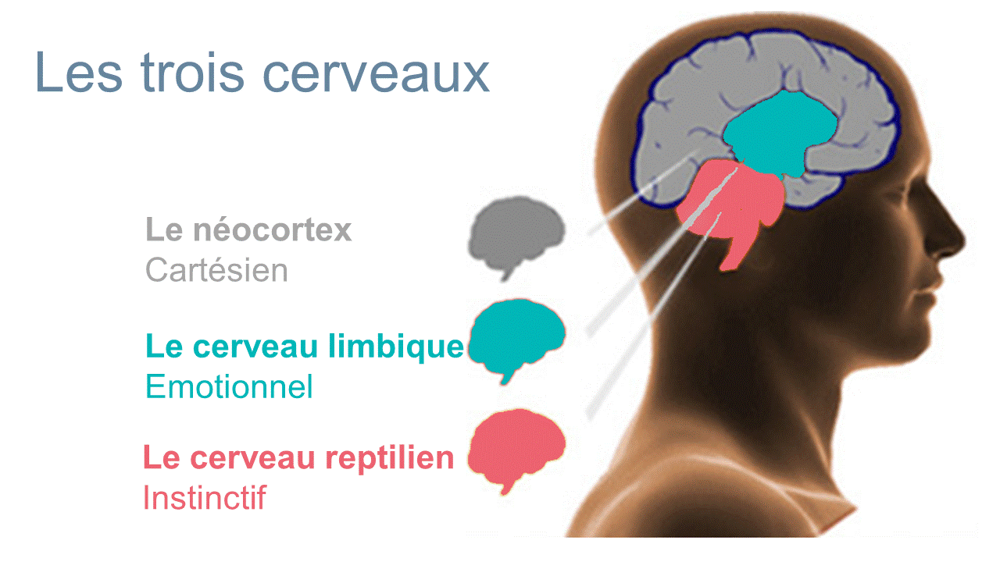 Les trois cerveaux
Le néocortex
Cartésien
Le cerveau limbique
Emotionnel
Le cerveau reptilien
Instinctif